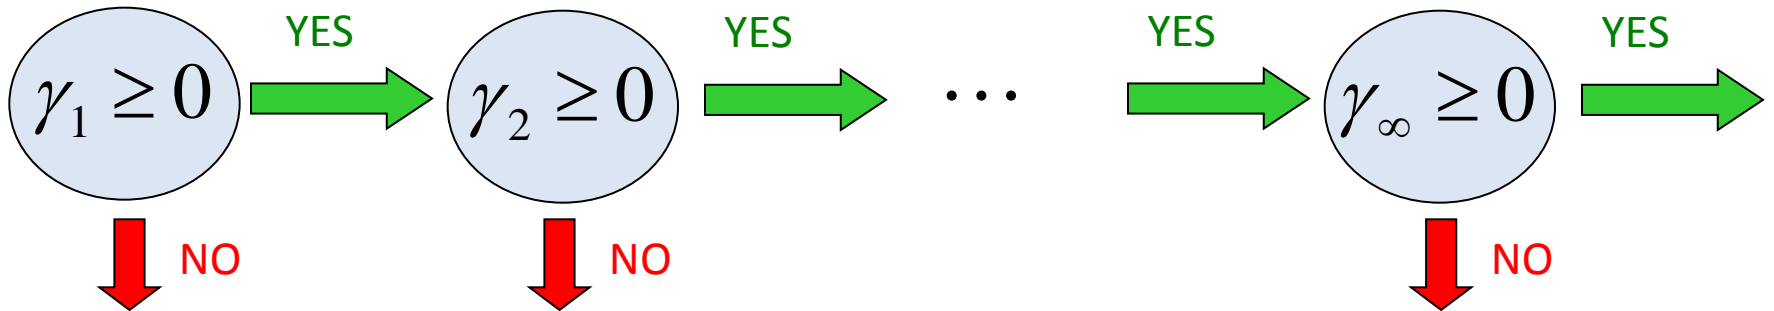 YES YES YES YES
γ₁ ≥ 0 γ₂ ≥ 0 ··· γ∞ ≥ 0
NO NO NO